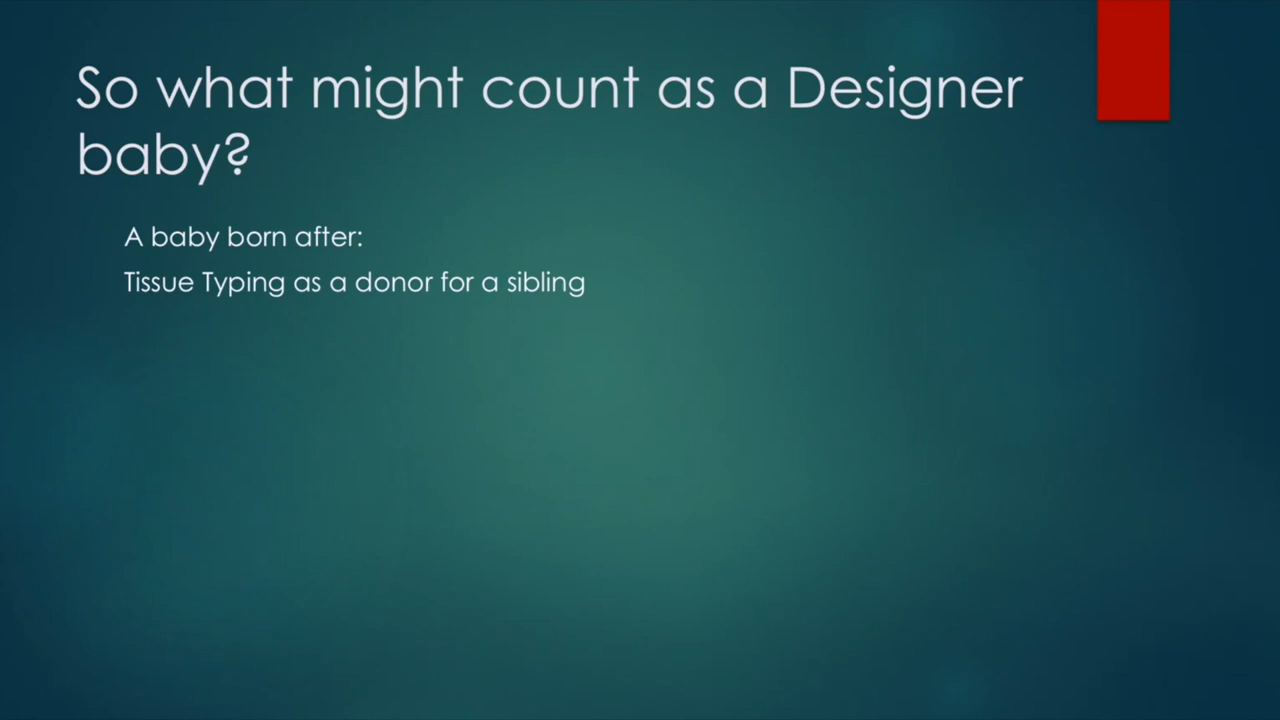 So what might count as a Designer
baby?
A baby born after:
Tissue Typing as a donor for a sibling